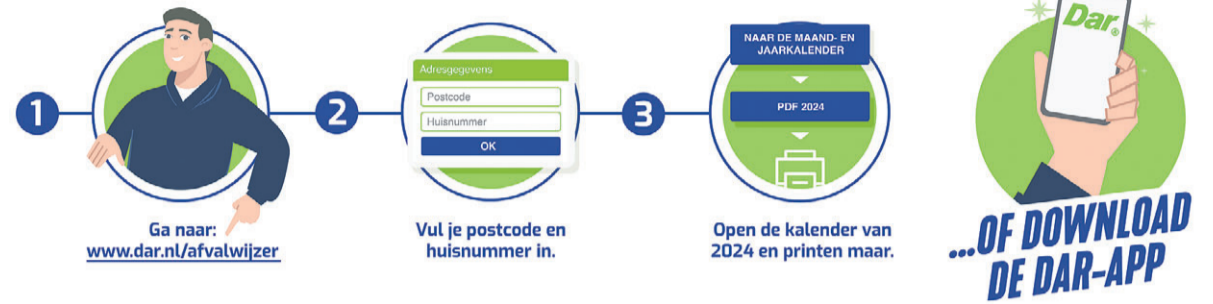 1
Ga naar:
www.dar.nl/afvalwijzer
2
Adresgegevens
Postcode
Huisnummer
OK
Vul je postcode en
huisnummer in.
3
NAAR DE MAAND- EN
JAARKALENDER
PDF 2024
Open de kalender van
2024 en printen maar.
Dar®
...OF DOWNLOAD
DE DAR-APP